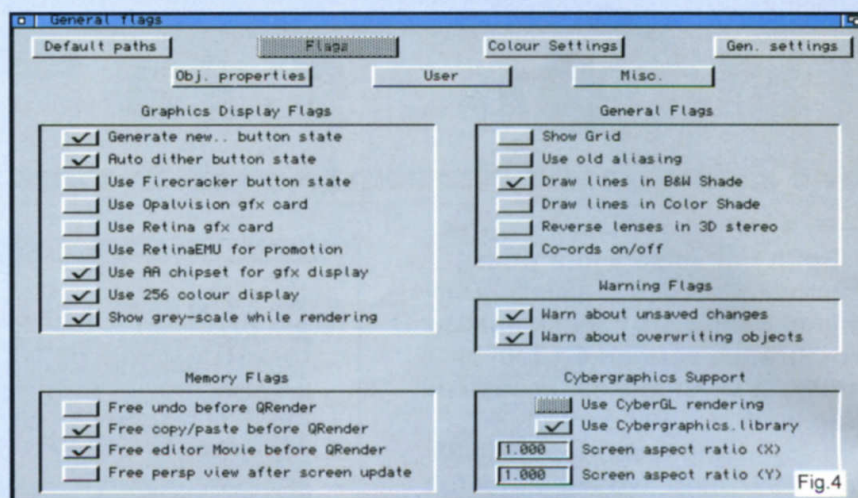 General flags
Default paths
Flags
Colour Settings
Gen. settings
Obj. properties
User
Misc.
Graphics Display Flags
Generate new.. button state
Auto dither button state
Use Firecracker button state
Use Opalvision gfx card
Use Retina gfx card
Use RetinaEMU for promotion
Use AA chipset for gfx display
Use 256 colour display
Show grey-scale while rendering
General Flags
Show Grid
Use old aliasing
Draw lines in B&W Shade
Draw lines in Color Shade
Reverse lenses in 3D stereo
Co-ords on/off
Warning Flags
Warn about unsaved changes
Warn about overwriting objects
Memory Flags
Free undo before QRender
Free copy/paste before QRender
Free editor Movie before QRender
Free persp view after screen update
Cybergraphics Support
Use CyberGL rendering
Use Cybergraphics.library
1.000 Screen aspect ratio (X)
1.000 Screen aspect ratio (Y)
Fig.4